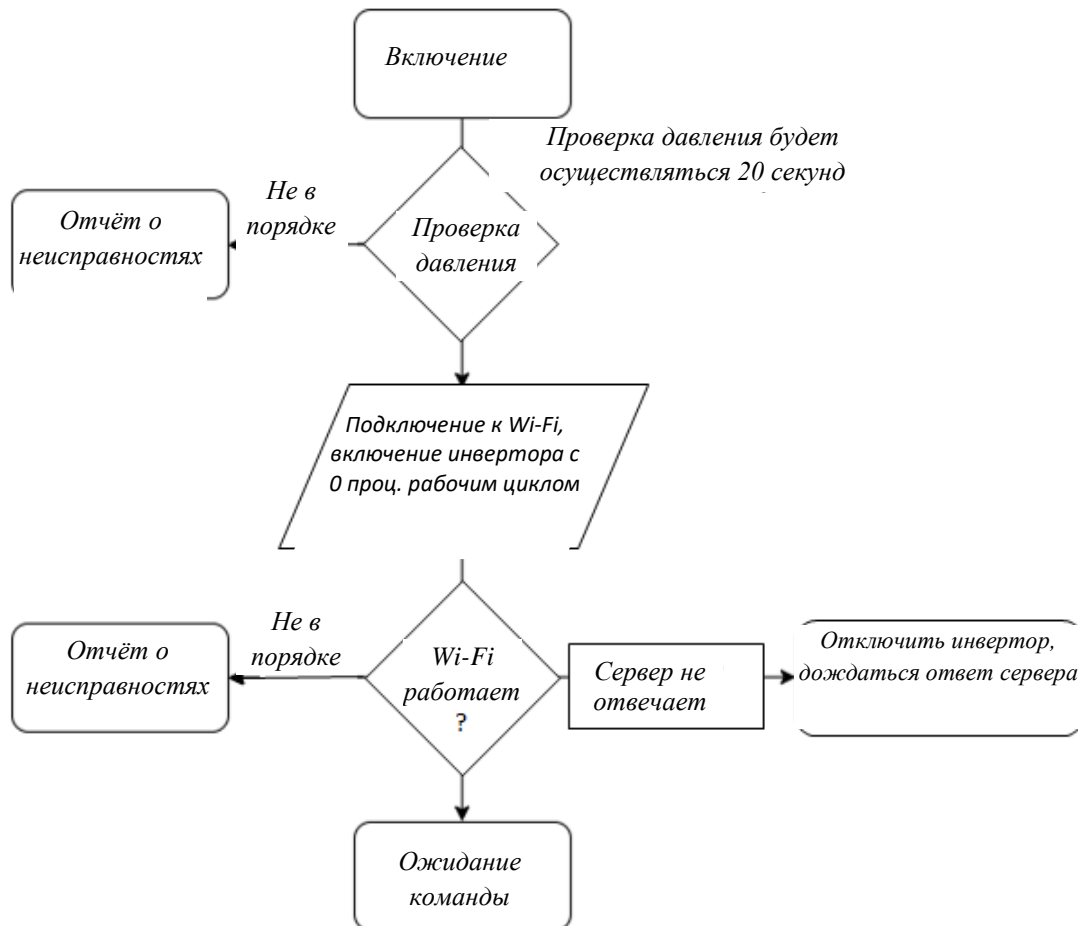 Включение
Проверка давления будет
осуществляться 20 секунд
Не в
порядке
Отчёт о
неисправностях
Проверка
давления
Подключение к Wi-Fi,
включение инвертора с
0 проц. рабочим циклом
Не в
порядке
Отчёт о
неисправностях
Wi-Fi
работает
?
Сервер не
отвечает
Отключить инвертор,
дождаться ответ сервера
Ожидание
команды